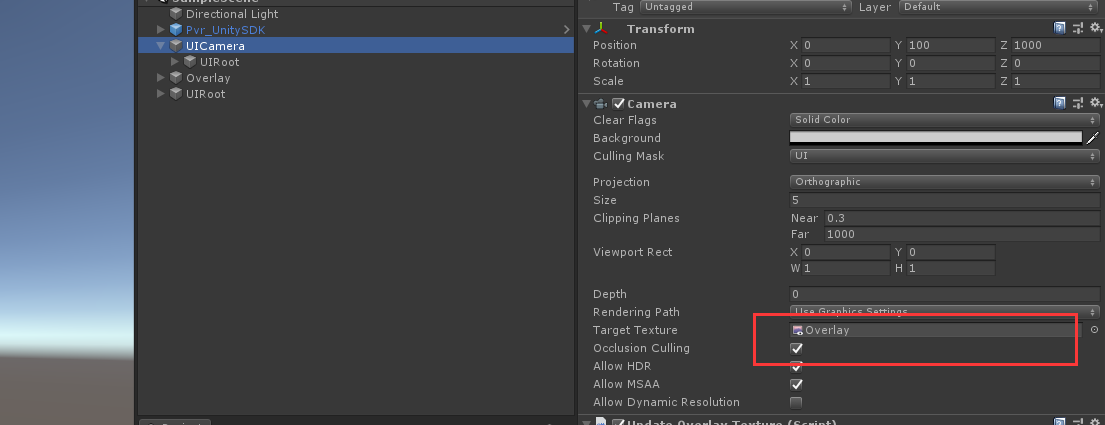 SampleScene
Directional Light
Pvr_UnitySDK
UICamera
UIRoot
Overlay
UIRoot
Tag Untagged Layer Default
Transform
Position X 0 Y 100 Z 1000
Rotation X 0 Y 0 Z 0
Scale X 1 Y 1 Z 1
Camera
Clear Flags Solid Color
Background
Culling Mask UI
Projection Orthographic
Size 5
Clipping Planes Near 0.3
Far 1000
Viewport Rect X 0 Y 0
W 1 H 1
Depth 0
Rendering Path Use Graphics Settings
Target Texture Overlay
Occlusion Culling
Allow HDR
Allow MSAA
Allow Dynamic Resolution
Update Overlay Texture (Script)